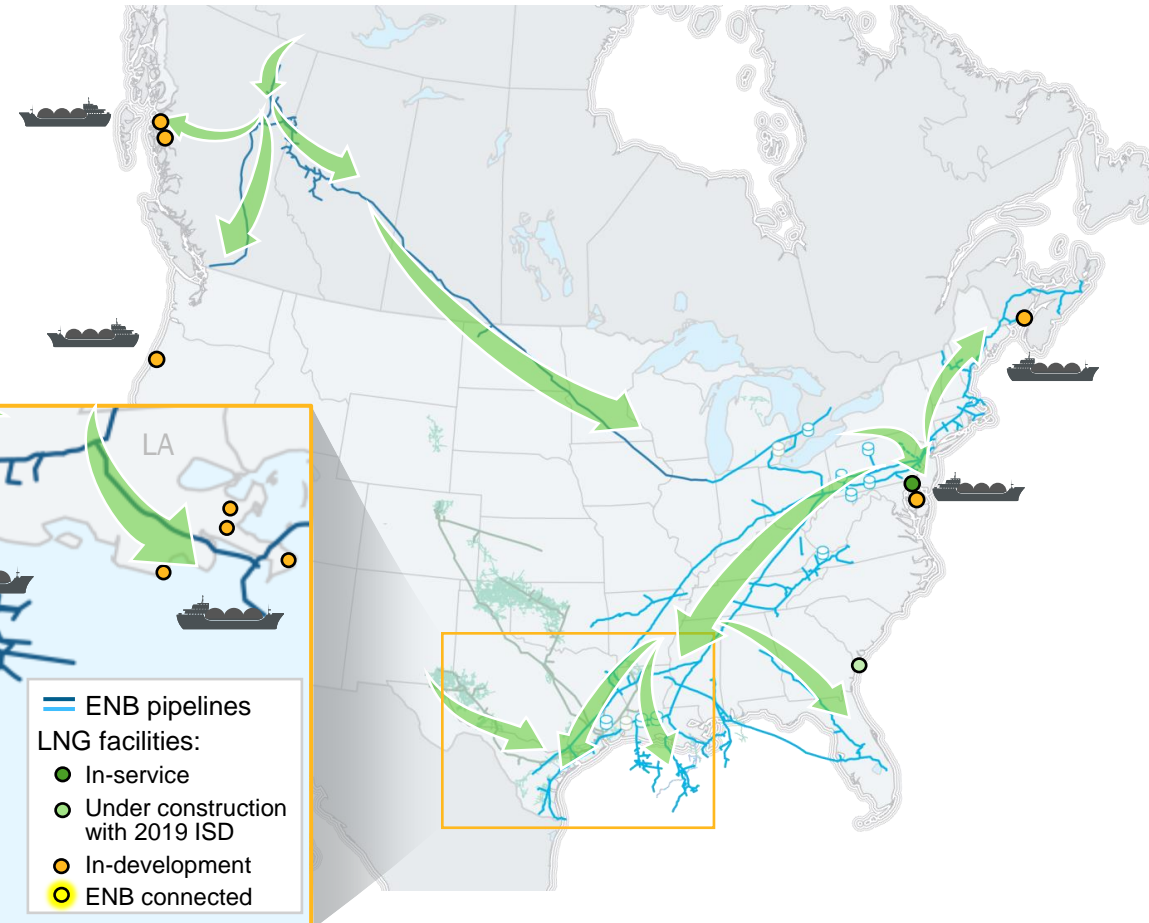 LA
ENB pipelines
LNG facilities:
In-service
Under construction
with 2019 ISD
In-development
ENB connected